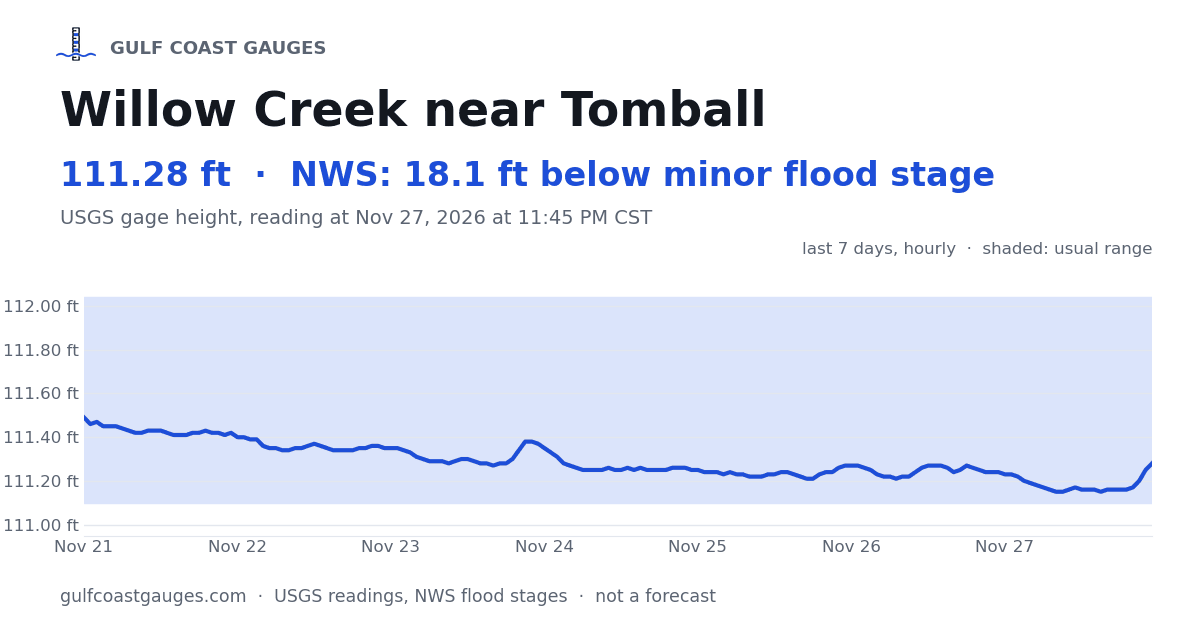 GULF COAST GAUGES
Willow Creek near Tomball
111.28 ft · NWS: 18.1 ft below minor flood stage
USGS gage height, reading at Nov 27, 2026 at 11:45 PM CST
last 7 days, hourly · shaded: usual range
112.00 ft
111.80 ft
111.60 ft
111.40 ft
111.20 ft
111.00 ft
Nov 21 Nov 22 Nov 23 Nov 24 Nov 25 Nov 26 Nov 27
gulfcoastgauges.com · USGS readings, NWS flood stages · not a forecast